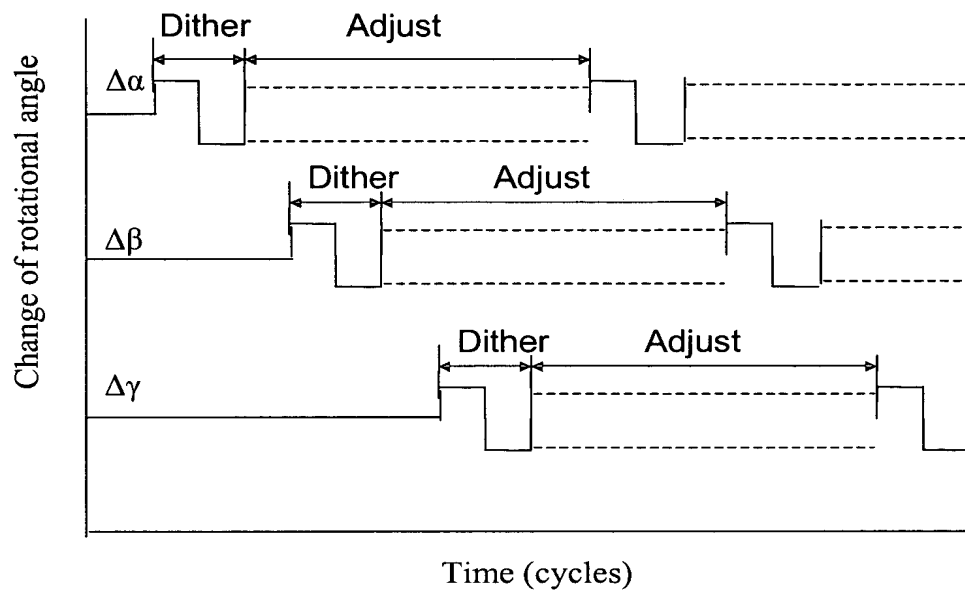 Dither Adjust
Δα
Dither Adjust
Δβ
Dither Adjust
Δγ
Change of rotational angle
Time (cycles)